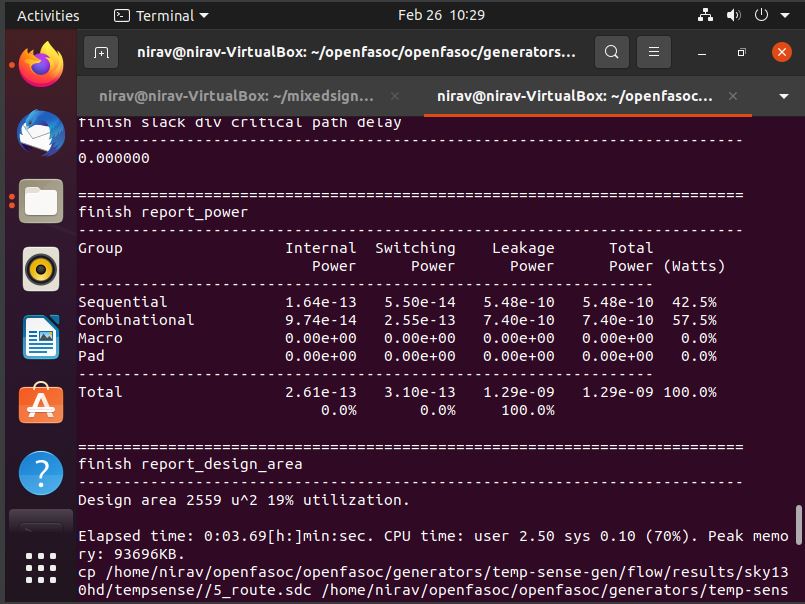 Activities Terminal Feb 26 10:29
nirav@nirav-VirtualBox: ~/openfasoc/openfasoc/generators...
nirav@nirav-VirtualBox: ~/mixedsign... nirav@nirav-VirtualBox: ~/openfasoc...
finish slack div critical path delay
--------------------------------------------------------------------------
0.000000
==========================================================================
finish report_power
--------------------------------------------------------------------------
Group Internal Switching Leakage Total
Power Power Power Power (Watts)
----------------------------------------------------------------
Sequential 1.64e-13 5.50e-14 5.48e-10 5.48e-10 42.5%
Combinational 9.74e-14 2.55e-13 7.40e-10 7.40e-10 57.5%
Macro 0.00e+00 0.00e+00 0.00e+00 0.00e+00 0.0%
Pad 0.00e+00 0.00e+00 0.00e+00 0.00e+00 0.0%
----------------------------------------------------------------
Total 2.61e-13 3.10e-13 1.29e-09 1.29e-09 100.0%
0.0% 0.0% 100.0%
==========================================================================
finish report_design_area
--------------------------------------------------------------------------
Design area 2559 u^2 19% utilization.
Elapsed time: 0:03.69[h:]min:sec. CPU time: user 2.50 sys 0.10 (70%). Peak memo
ry: 93696KB.
cp /home/nirav/openfasoc/openfasoc/generators/temp-sense-gen/flow/results/sky13
0hd/tempsense//5_route.sdc /home/nirav/openfasoc/openfasoc/generators/temp-sens